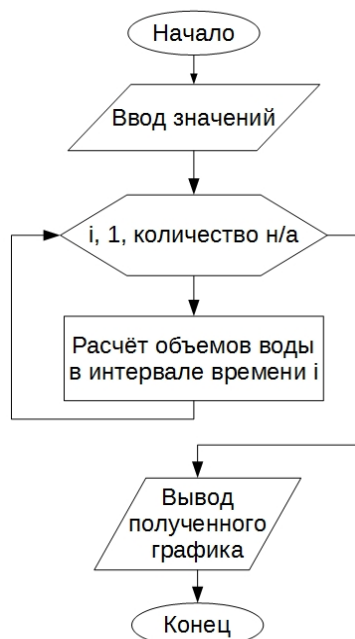 Начало
Ввод значений
i, 1, количество н/а
Расчёт объемов воды
в интервале времени i
Вывод
полученного
графика
Конец